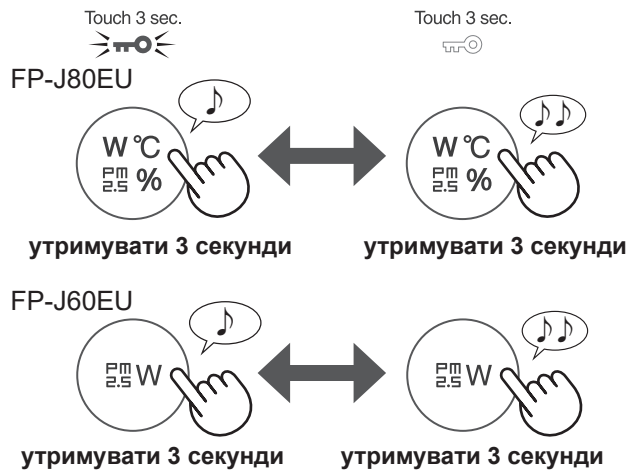 Touch 3 sec. Touch 3 sec.
FP-J80EU
W °C W °C
PM 2.5 % PM 2.5 %
утримувати 3 секунди утримувати 3 секунди
FP-J60EU
PM 2.5 W PM 2.5 W
утримувати 3 секунди утримувати 3 секунди